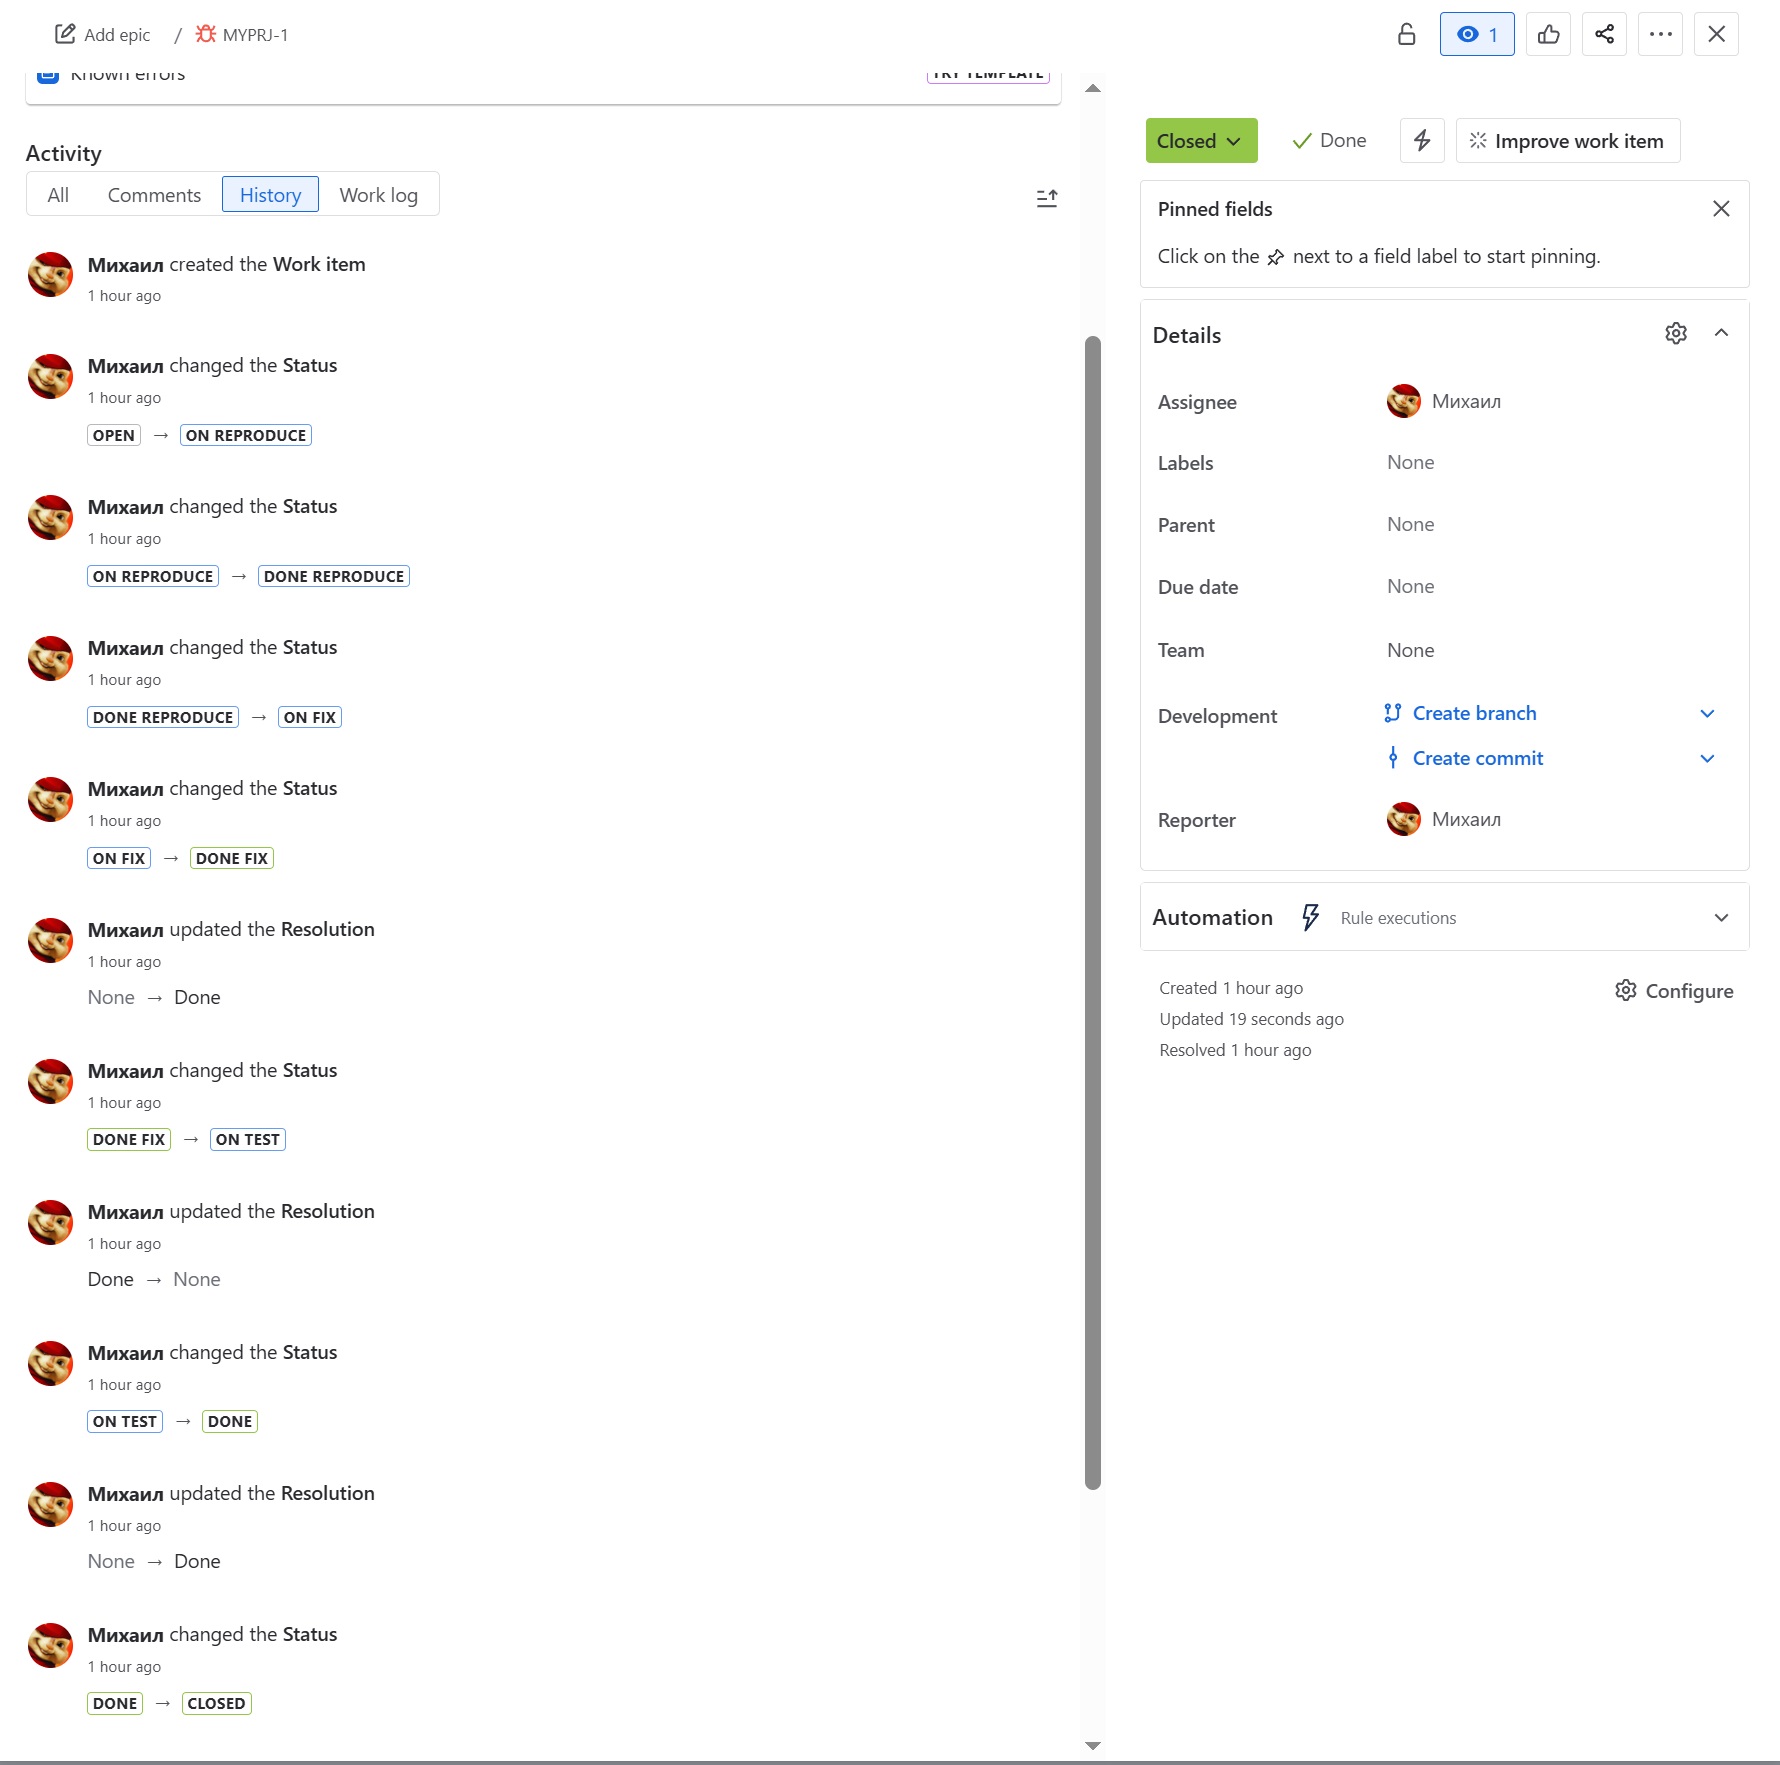 Add epic / MYPRJ-1
1
Known errors
TRY TEMPLATE
Activity
All Comments History Work log
Михаил created the Work item
1 hour ago
Михаил changed the Status
1 hour ago
OPEN → ON REPRODUCE
Михаил changed the Status
1 hour ago
ON REPRODUCE → DONE REPRODUCE
Михаил changed the Status
1 hour ago
DONE REPRODUCE → ON FIX
Михаил changed the Status
1 hour ago
ON FIX → DONE FIX
Михаил updated the Resolution
1 hour ago
None → Done
Михаил changed the Status
1 hour ago
DONE FIX → ON TEST
Михаил updated the Resolution
1 hour ago
Done → None
Михаил changed the Status
1 hour ago
ON TEST → DONE
Михаил updated the Resolution
1 hour ago
None → Done
Михаил changed the Status
1 hour ago
DONE → CLOSED
Closed Done Improve work item
Pinned fields
Click on the next to a field label to start pinning.
Details
Assignee Михаил
Labels None
Parent None
Due date None
Team None
Development Create branch
Create commit
Reporter Михаил
Automation Rule executions
Created 1 hour ago Configure
Updated 19 seconds ago
Resolved 1 hour ago